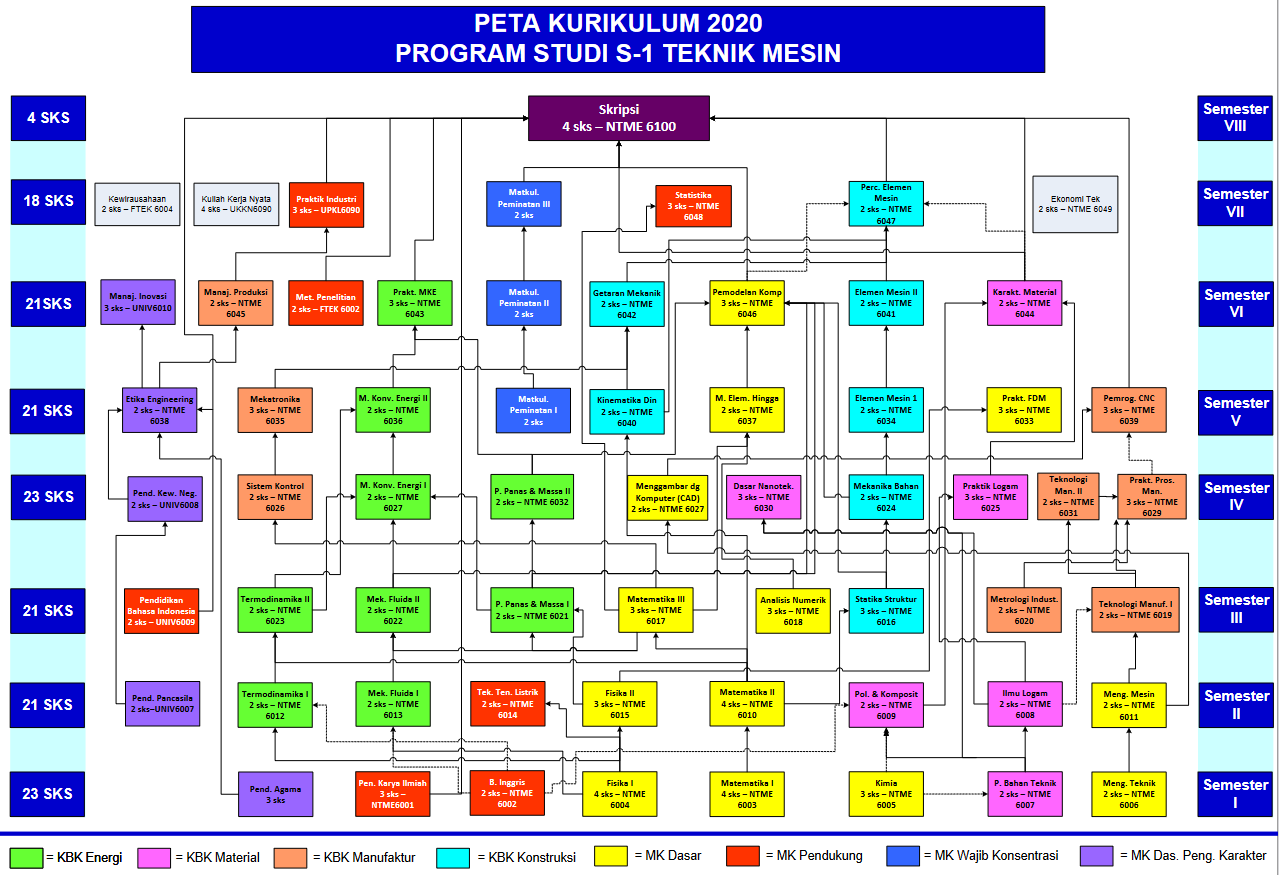 PETA KURIKULUM 2020
PROGRAM STUDI S-1 TEKNIK MESIN
4 SKS
Skripsi
4 sks – NTME 6100
Semester
VIII
18 SKS
Kewirausahaan
2 sks – FTEK 6004
Kuliah Kerja Nyata
4 sks – UKKN6090
Praktik Industri
3 sks – UPKL6090
Matkul.
Peminatan III
2 sks
Statistika
3 sks – NTME
6048
Perc. Elemen
Mesin
2 sks – NTME
6047
Ekonomi Tek
2 sks – NTME 6049
Semester
VII
21SKS
Manaj. Inovasi
3 sks – UNIV6010
Manaj. Produksi
2 sks – NTME
6045
Met. Penelitian
2 sks – FTEK 6002
Prakt. MKE
3 sks – NTME
6043
Matkul.
Peminatan II
2 sks
Getaran Mekanik
2 sks – NTME
6042
Pemodelan Komp
3 sks – NTME
6046
Elemen Mesin II
2 sks – NTME
6041
Karakt. Material
2 sks – NTME
6044
Semester
VI
21 SKS
Etika Engineering
2 sks – NTME
6038
Mekatronika
3 sks – NTME
6035
M. Konv. Energi II
2 sks – NTME
6036
Matkul.
Peminatan I
2 sks
Kinematika Din
2 sks – NTME
6040
M. Elem. Hingga
2 sks – NTME
6037
Elemen Mesin 1
2 sks – NTME
6034
Prakt. FDM
3 sks – NTME
6033
Pemrog. CNC
3 sks – NTME
6039
Semester
V
23 SKS
Pend. Kew. Neg.
2 sks – UNIV6008
Sistem Kontrol
2 sks – NTME
6026
M. Konv. Energi I
2 sks – NTME
6027
P. Panas & Massa II
2 sks – NTME 6032
Menggambar dg
Komputer (CAD)
2 sks – NTME 6027
Dasar Nanotek.
3 sks – NTME
6030
Mekanika Bahan
2 sks – NTME
6024
Praktik Logam
3 sks – NTME
6025
Teknologi
Man. II
2 sks – NTME
6031
Prakt. Pros.
Man.
3 sks – NTME
6029
Semester
IV
21 SKS
Pendidikan
Bahasa Indonesia
2 sks – UNIV6009
Termodinamika II
2 sks – NTME
6023
Mek. Fluida II
2 sks – NTME
6022
P. Panas & Massa I
2 sks – NTME 6021
Matematika III
3 sks – NTME
6017
Analisis Numerik
3 sks – NTME
6018
Statika Struktur
3 sks – NTME
6016
Metrologi Indust.
2 sks – NTME
6020
Teknologi Manuf. I
2 sks – NTME 6019
Semester
III
21 SKS
Pend. Pancasila
2 sks–UNIV6007
Termodinamika I
2 sks – NTME
6012
Mek. Fluida I
2 sks – NTME
6013
Tek. Ten. Listrik
2 sks – NTME
6014
Fisika II
3 sks – NTME
6015
Matematika II
4 sks – NTME
6010
Pol. & Komposit
2 sks – NTME
6009
Ilmu Logam
2 sks – NTME
6008
Meng. Mesin
2 sks – NTME
6011
Semester
II
23 SKS
Pend. Agama
3 sks
Pen. Karya Ilmiah
3 sks –
NTME6001
B. Inggris
2 sks – NTME
6002
Fisika I
4 sks – NTME
6004
Matematika I
4 sks – NTME
6003
Kimia
3 sks – NTME
6005
P. Bahan Teknik
2 sks – NTME
6007
Meng. Teknik
2 sks – NTME
6006
Semester
I
= KBK Energi
= KBK Material
= KBK Manufaktur
= KBK Konstruksi
= MK Dasar
= MK Pendukung
= MK Wajib Konsentrasi
= MK Das. Peng. Karakter